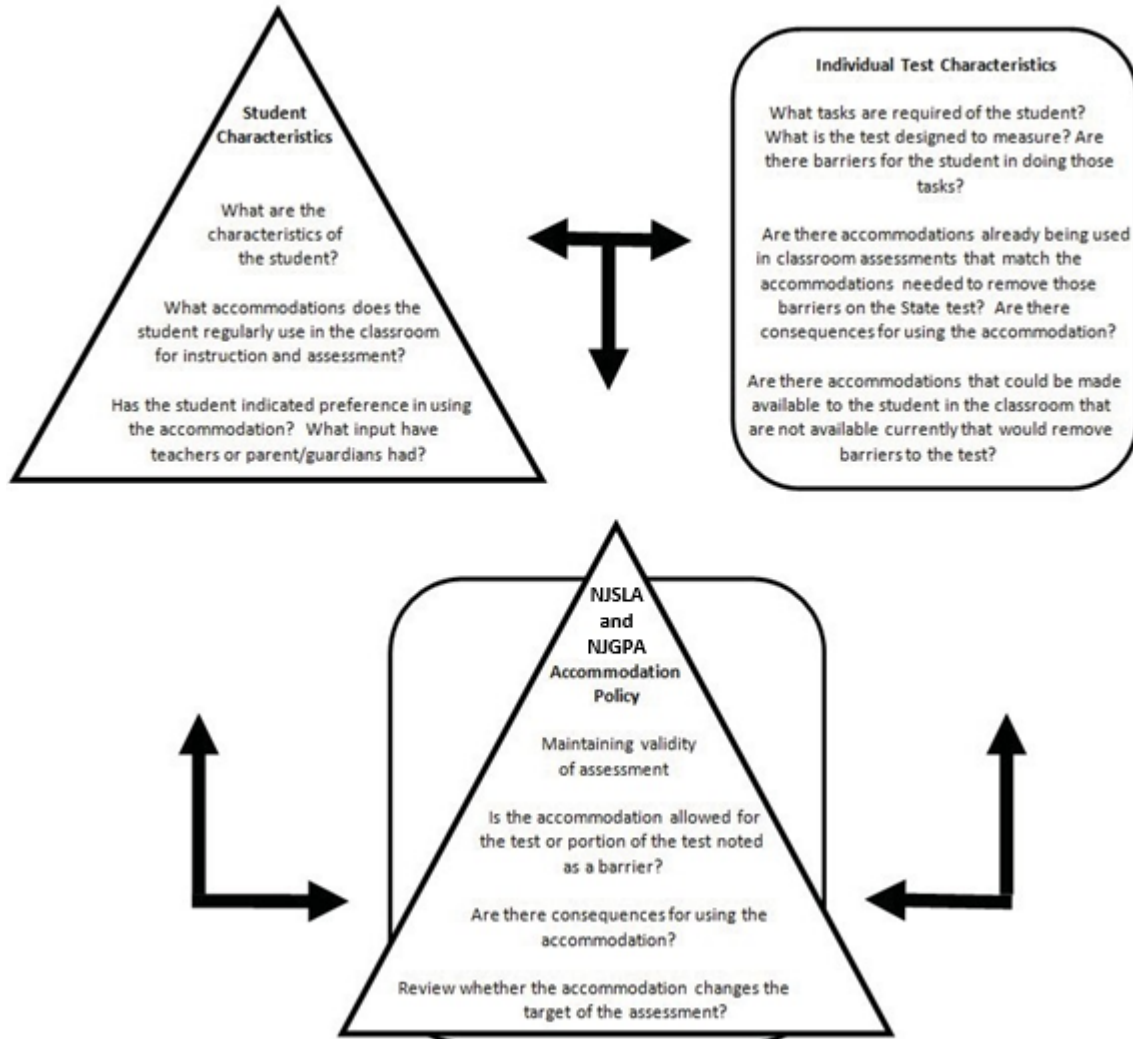 Student
Characteristics
What are the
characteristics of
the student?
What accommodations does the
student regularly use in the classroom
for instruction and assessment?
Has the student indicated preference in using
the accommodation?  What input have
teachers or parent/guardians had?
Individual Test Characteristics
What tasks are required of the student?
What is the test designed to measure? Are
there barriers for the student in doing those
tasks?
Are there accommodations already being used
in classroom assessments that match the
accommodations needed to remove those
barriers on the State test?  Are there
consequences for using the accommodation?
Are there accommodations that could be made
available to the student in the classroom that
are not available currently that would remove
barriers to the test?
NJSLA
and
NJGPA
Accommodation
Policy
Maintaining validity
of assessment
Is the accommodation allowed for
the test or portion of the test noted
as a barrier?
Are there consequences for using the
accommodation?
Review whether the accommodation changes the
target of the assessment?